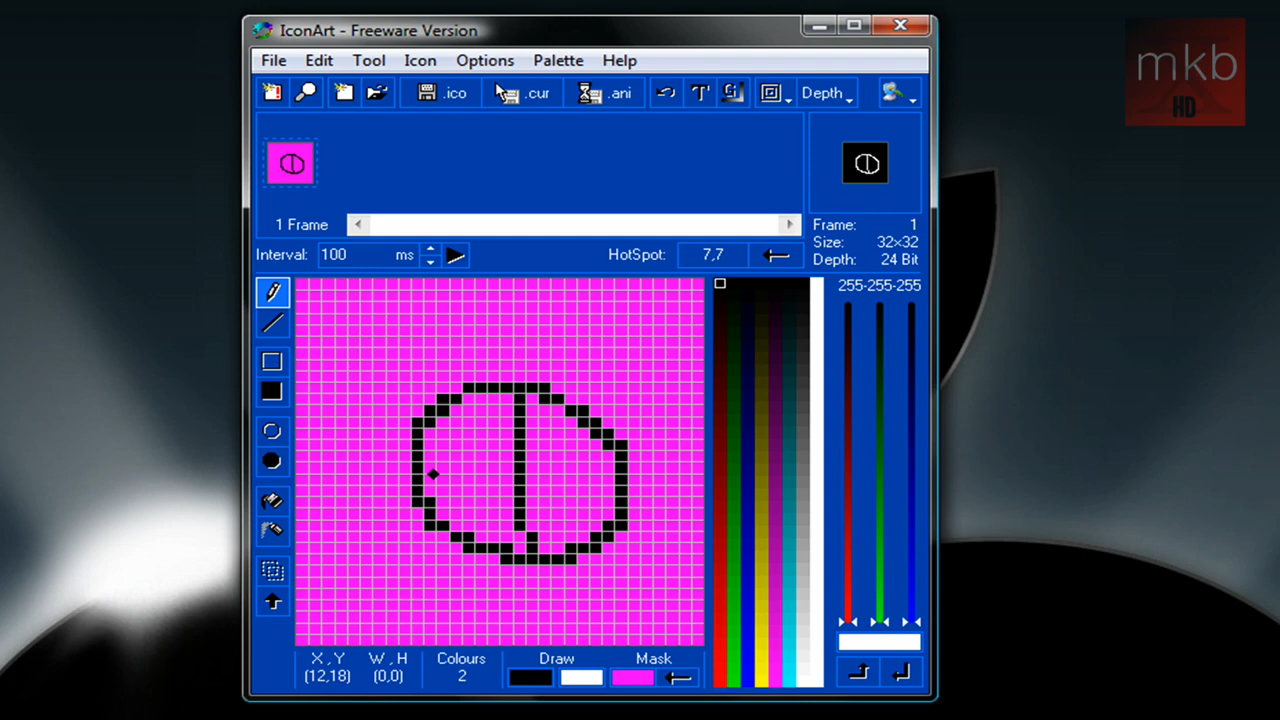 IconArt - Freeware Version
File Edit Tool Icon Options Palette Help
.ico .cur .ani Depth
1 Frame
Frame: 1
Size: 32×32
Depth: 24 Bit
Interval: 100 ms HotSpot: 7,7
255-255-255
X , Y W , H Colours Draw Mask
(12,18) (0,0) 2
mkb
HD